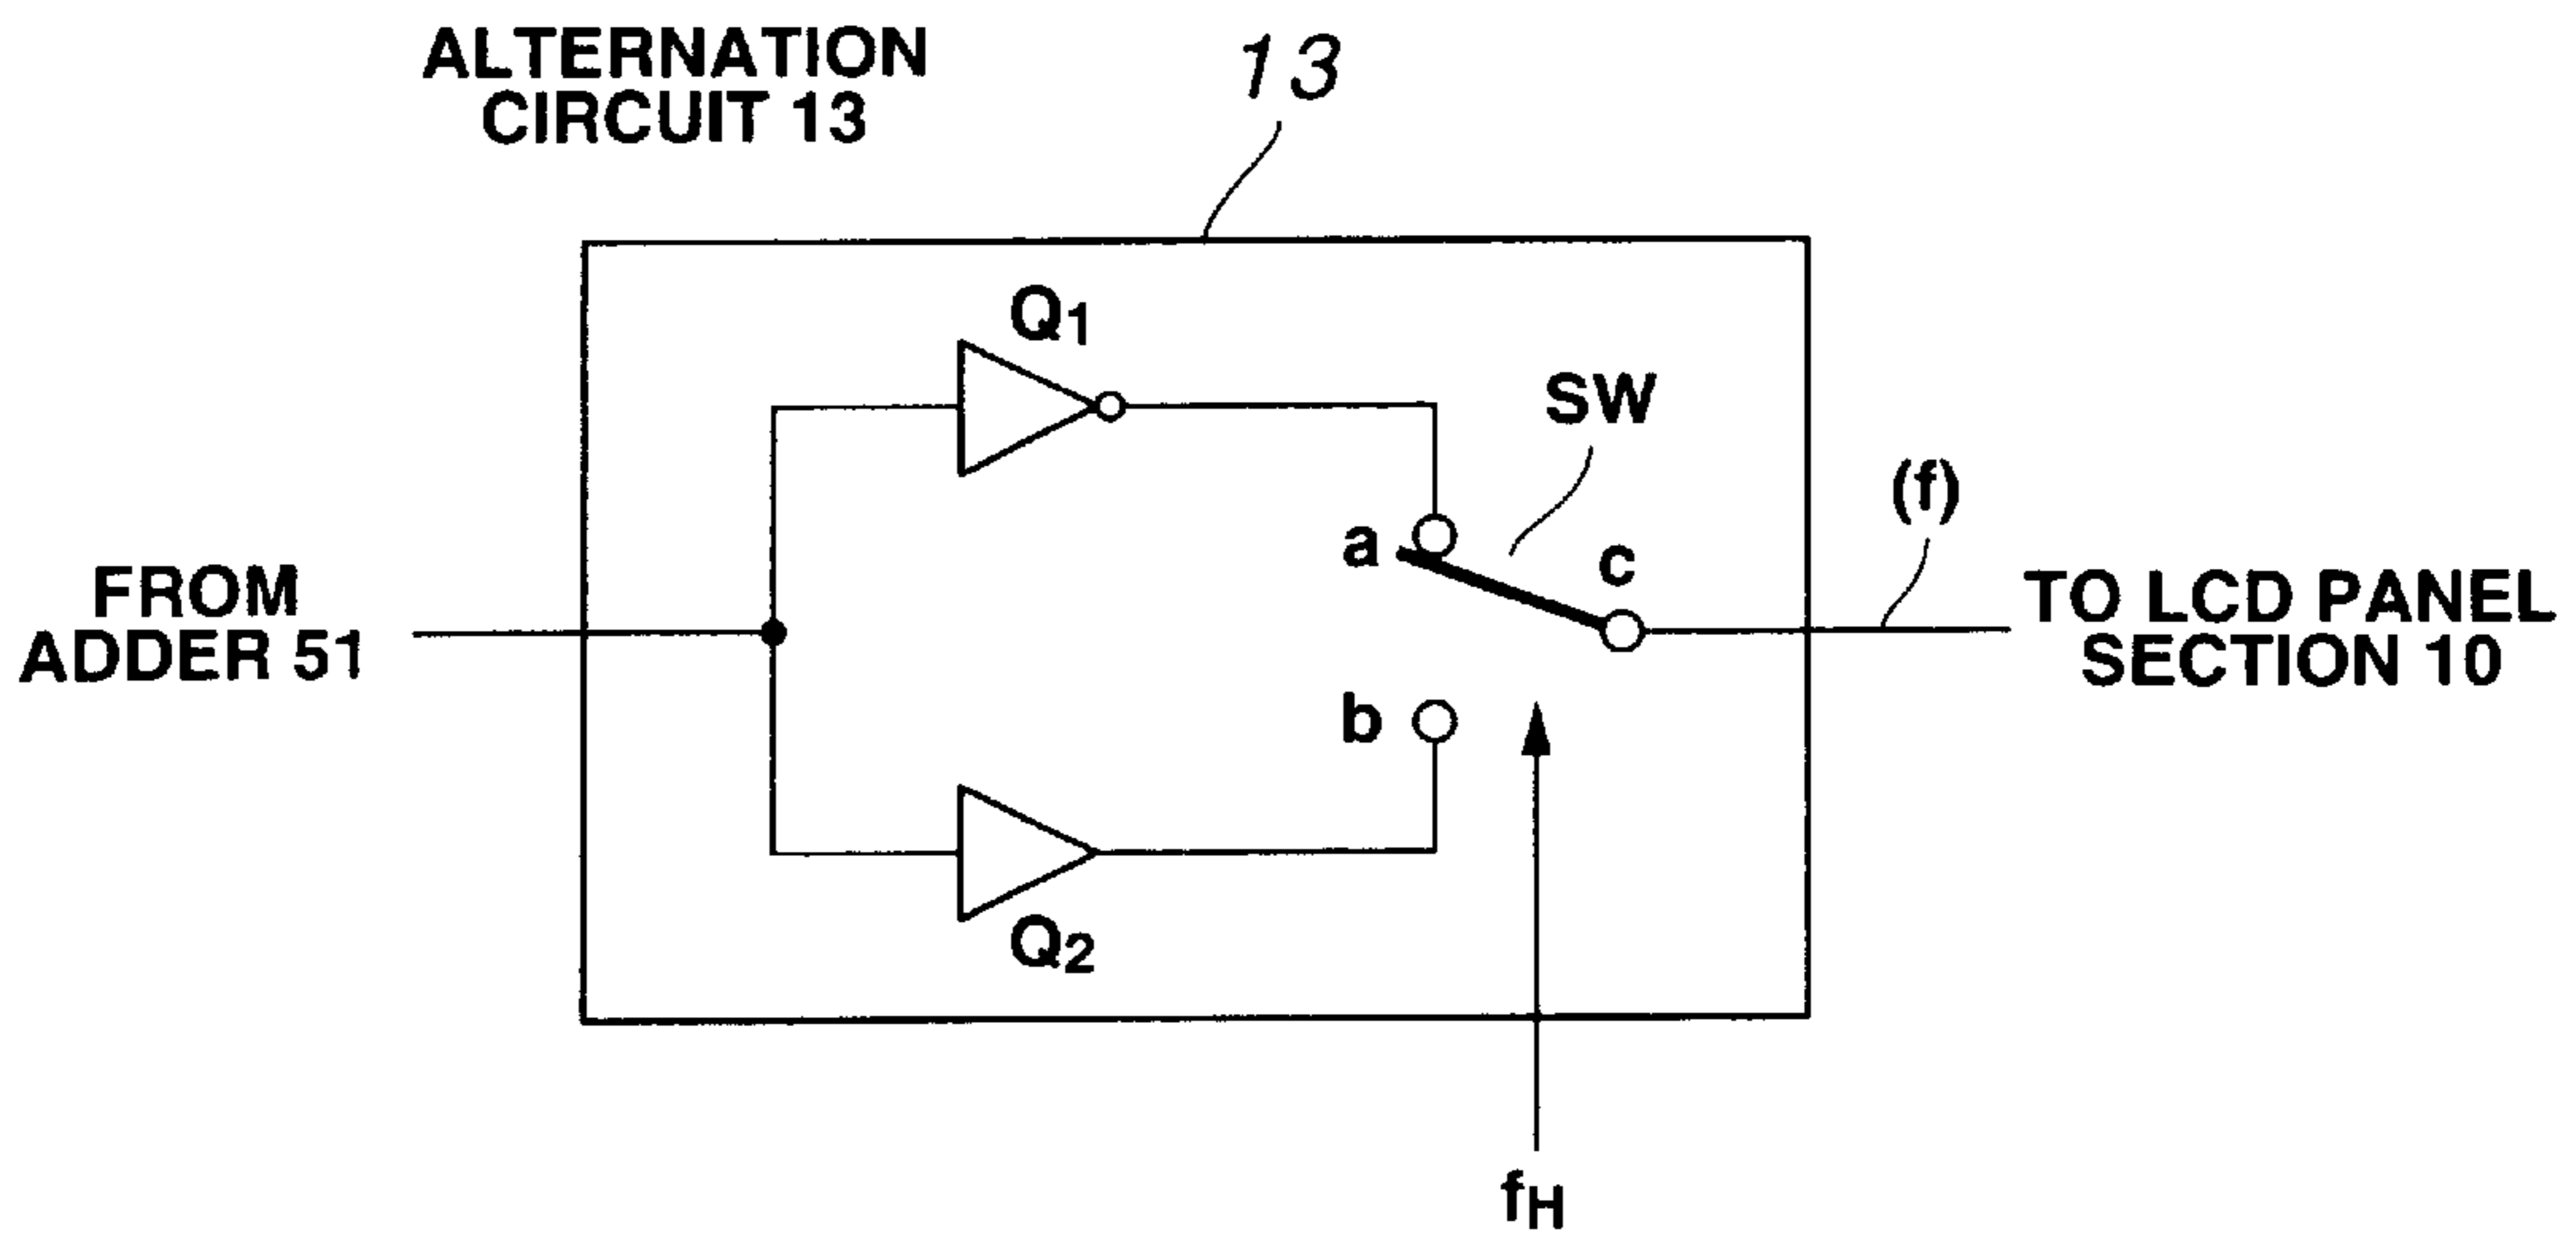 ALTERNATION
CIRCUIT 13
13
Q1
SW
(f)
a
c
FROM
ADDER 51
TO LCD PANEL
SECTION 10
b
Q2
fH